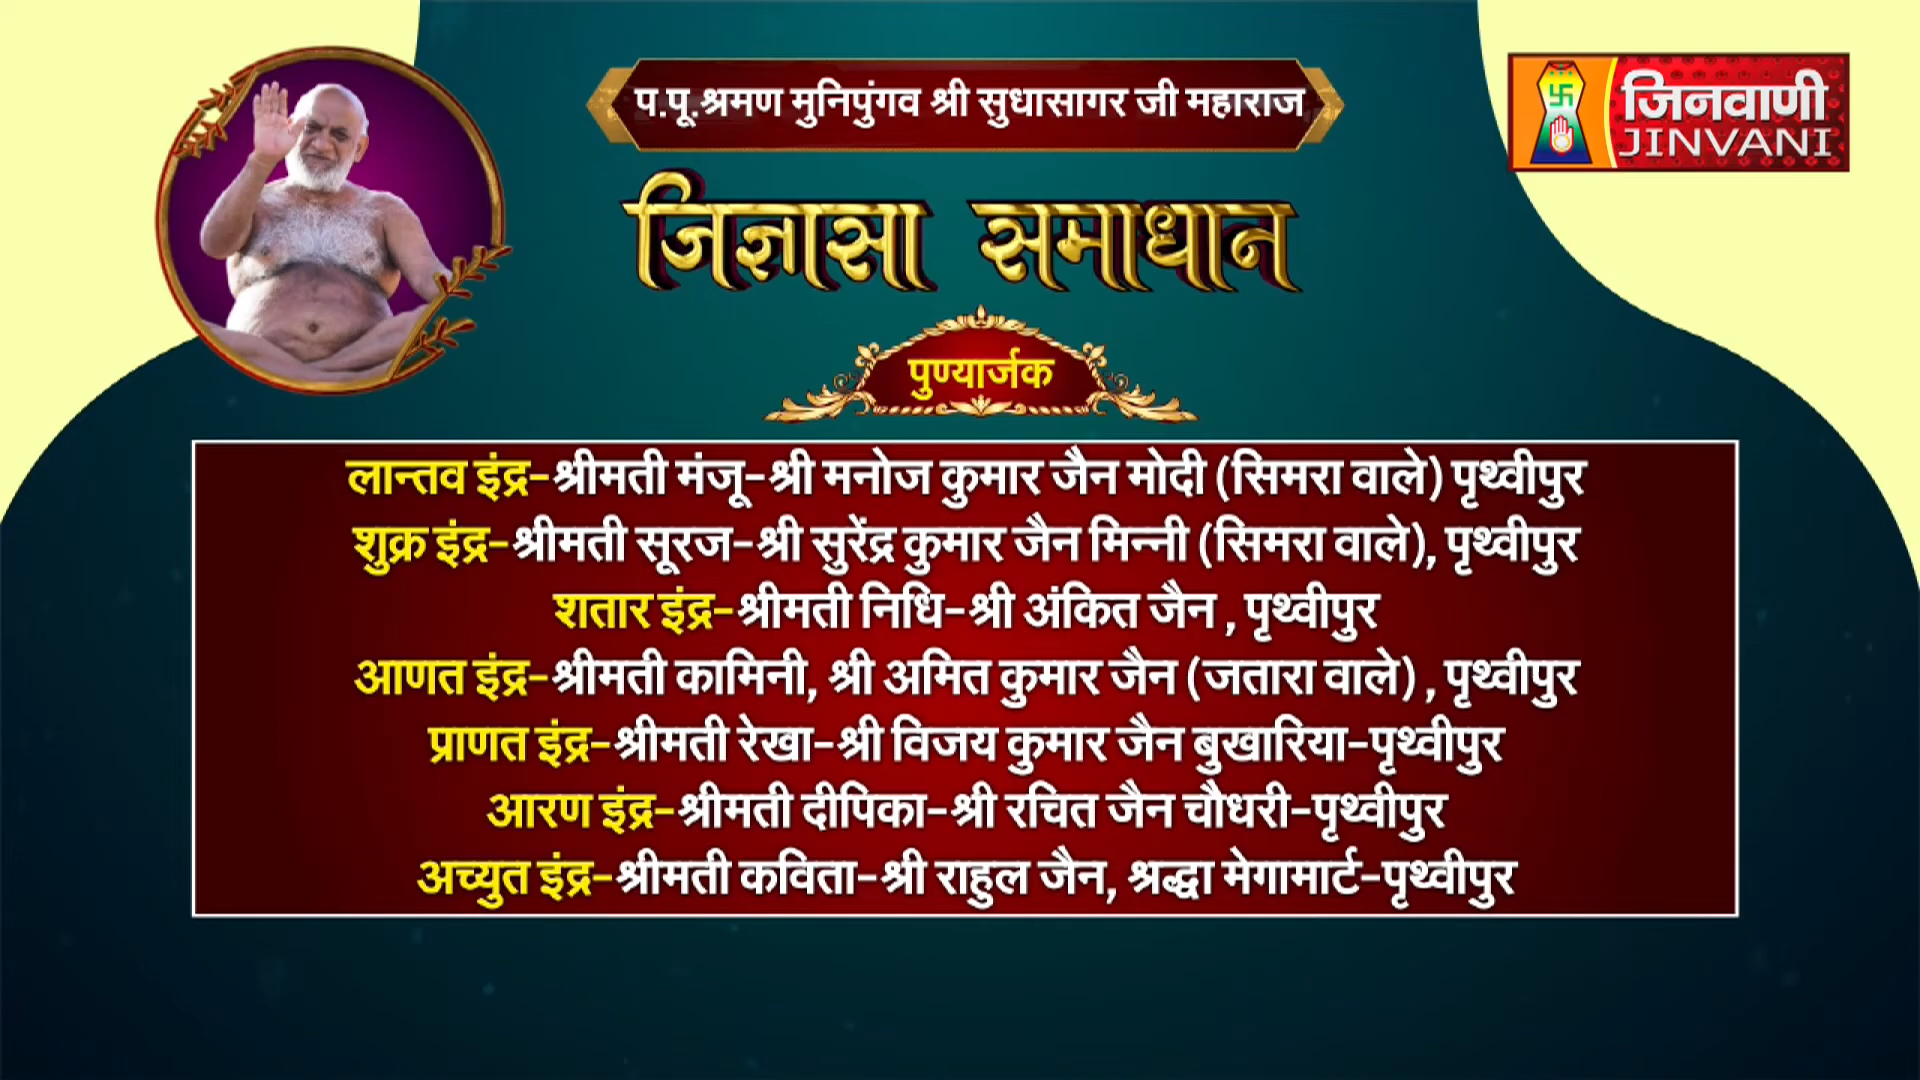 प.पू.श्रमण मुनिपुंगव श्री सुधासागर जी महाराज
जिनवाणी
JINVANI
जिज्ञासा समाधान
पुण्यार्जक
लान्तव इंद्र-श्रीमती मंजू-श्री मनोज कुमार जैन मोदी (सिमरा वाले) पृथ्वीपुर
शुक्र इंद्र-श्रीमती सूरज-श्री सुरेंद्र कुमार जैन मिन्नी (सिमरा वाले), पृथ्वीपुर
शतार इंद्र-श्रीमती निधि-श्री अंकित जैन , पृथ्वीपुर
आणत इंद्र-श्रीमती कामिनी, श्री अमित कुमार जैन (जतारा वाले) , पृथ्वीपुर
प्राणत इंद्र-श्रीमती रेखा-श्री विजय कुमार जैन बुखारिया-पृथ्वीपुर
आरण इंद्र-श्रीमती दीपिका-श्री रचित जैन चौधरी-पृथ्वीपुर
अच्युत इंद्र-श्रीमती कविता-श्री राहुल जैन, श्रद्धा मेगामार्ट-पृथ्वीपुर